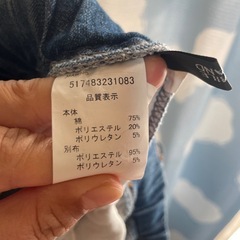 517483231083
品質表示
本体
綿 75%
ポリエステル 20%
ポリウレタン 5%
別布
ポリエステル 95%
ポリウレタン 5%